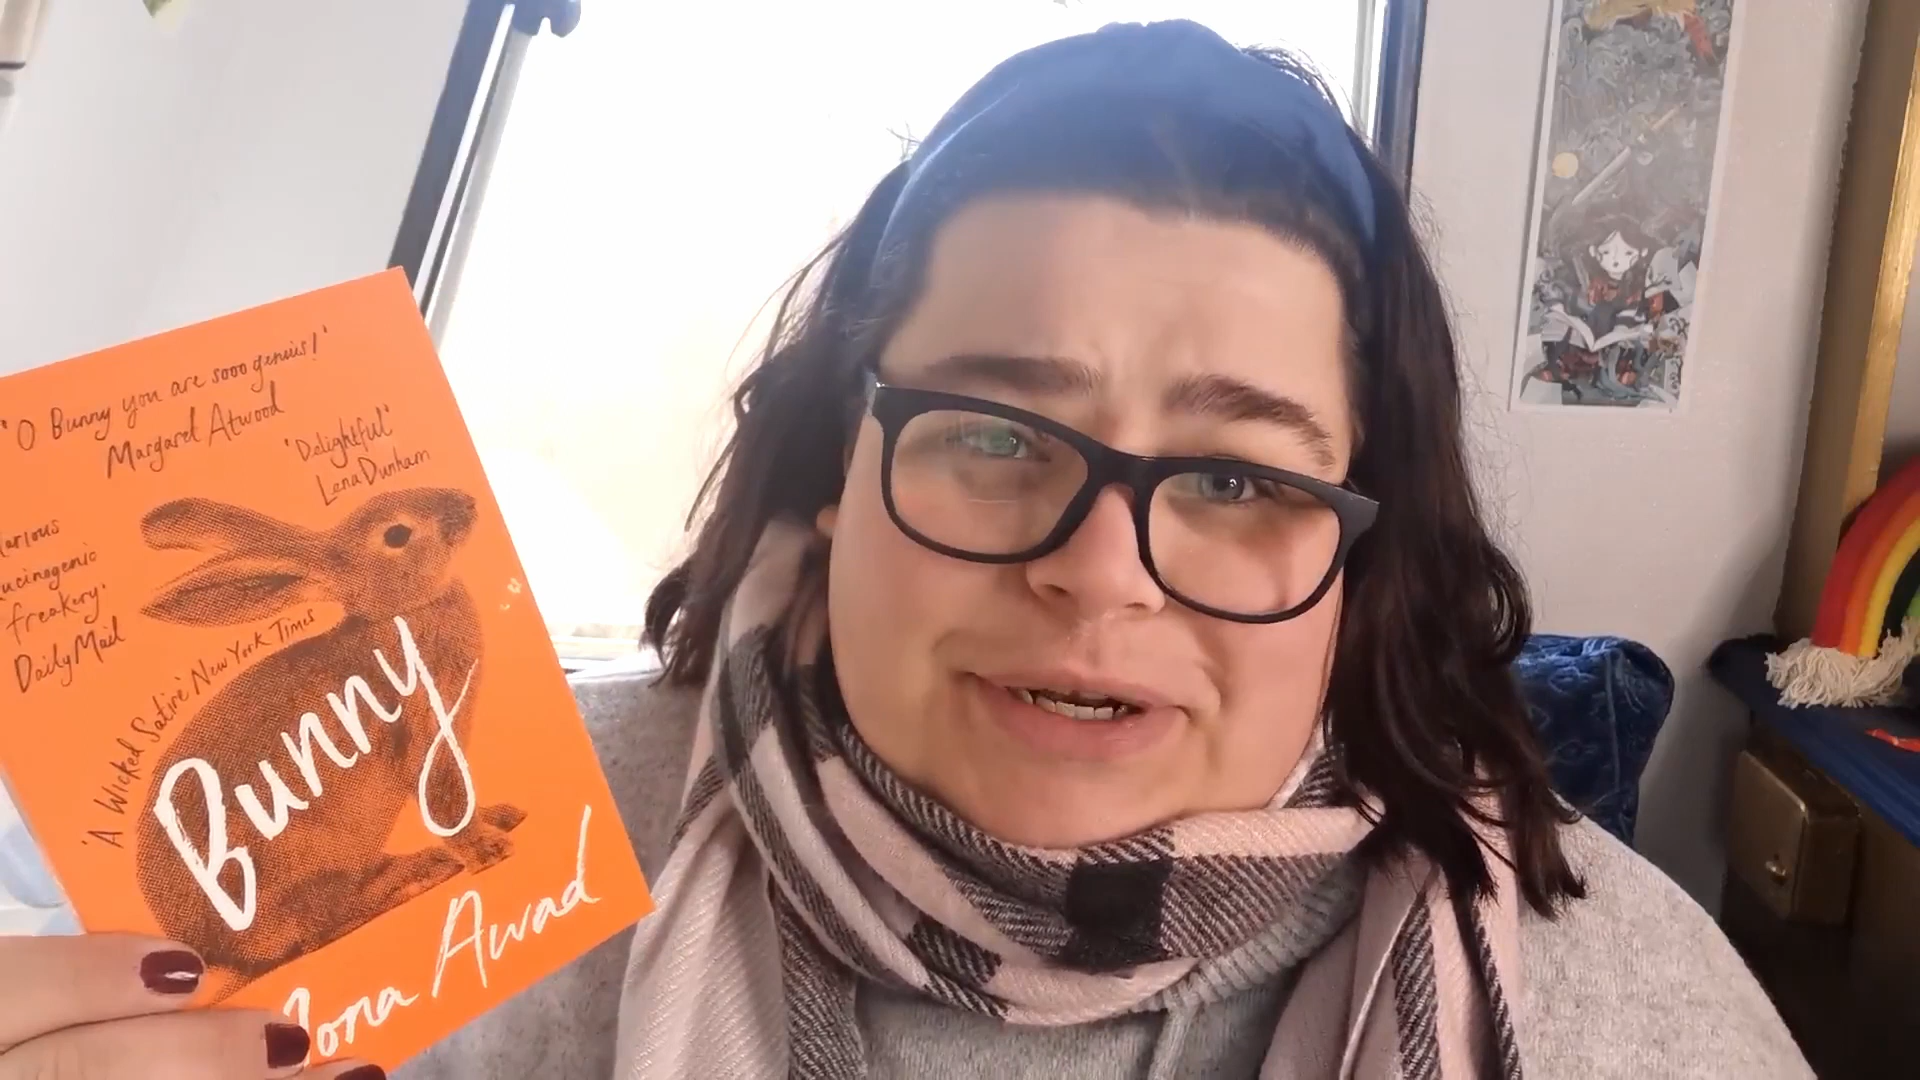 'O Bunny you are sooo genius!'
Margaret Atwood
'Delightful'
Lena Dunham
freakery.'
Daily Mail
'A Wicked Satire' New York Times
Bunny
Awad